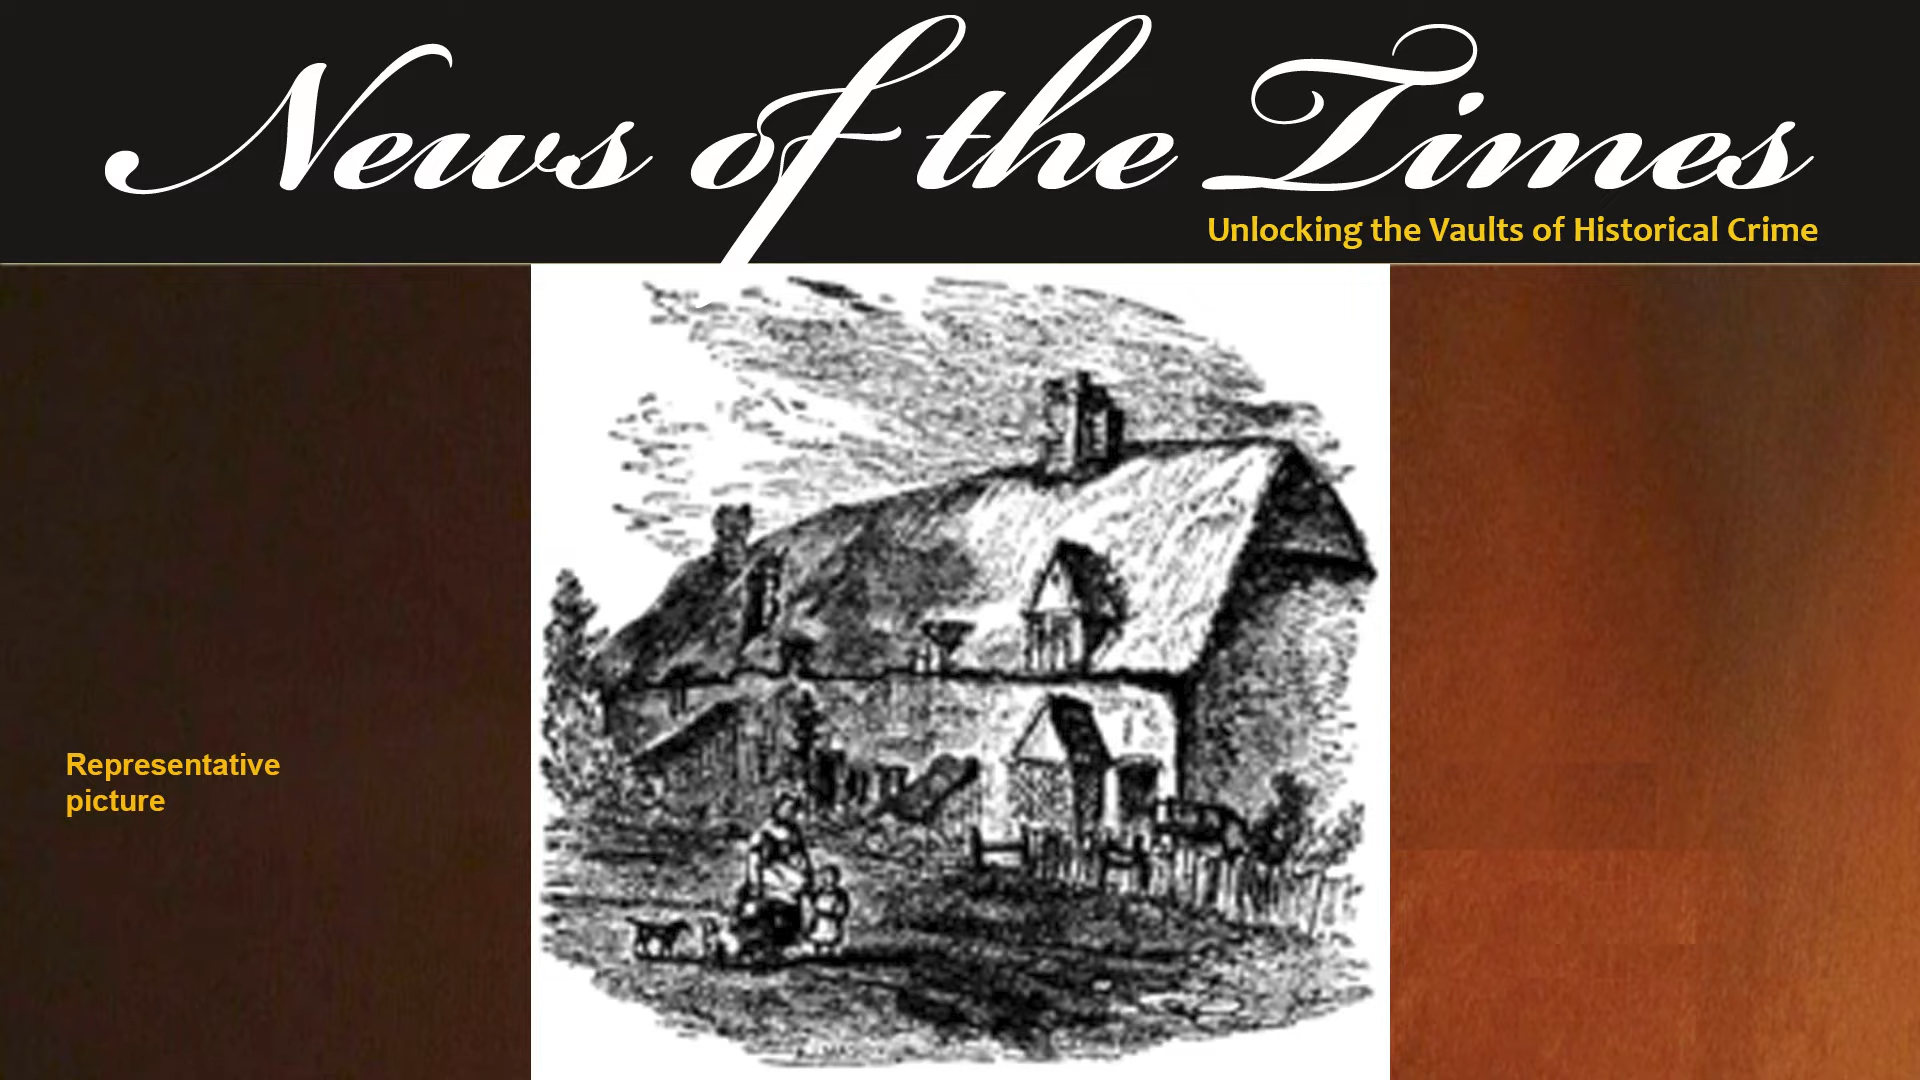 News of the Times
Unlocking the Vaults of Historical Crime
Representative
picture